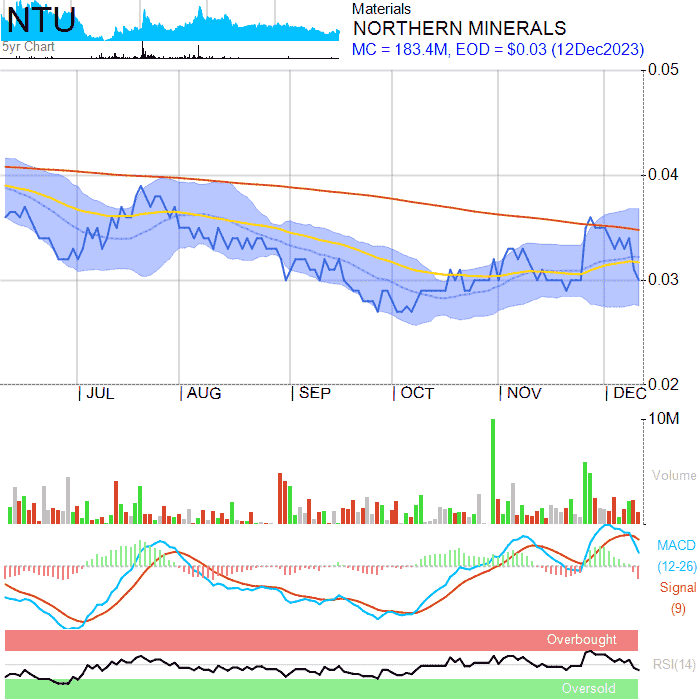 NTU
5yr Chart
Materials
NORTHERN MINERALS
MC = 183.4M, EOD = $0.03 (12Dec2023)
0.05
0.04
0.03
0.02
JUL AUG SEP OCT NOV DEC
10M
Volume
MACD
(12-26)
Signal
(9)
Overbought
RSI(14)
Oversold